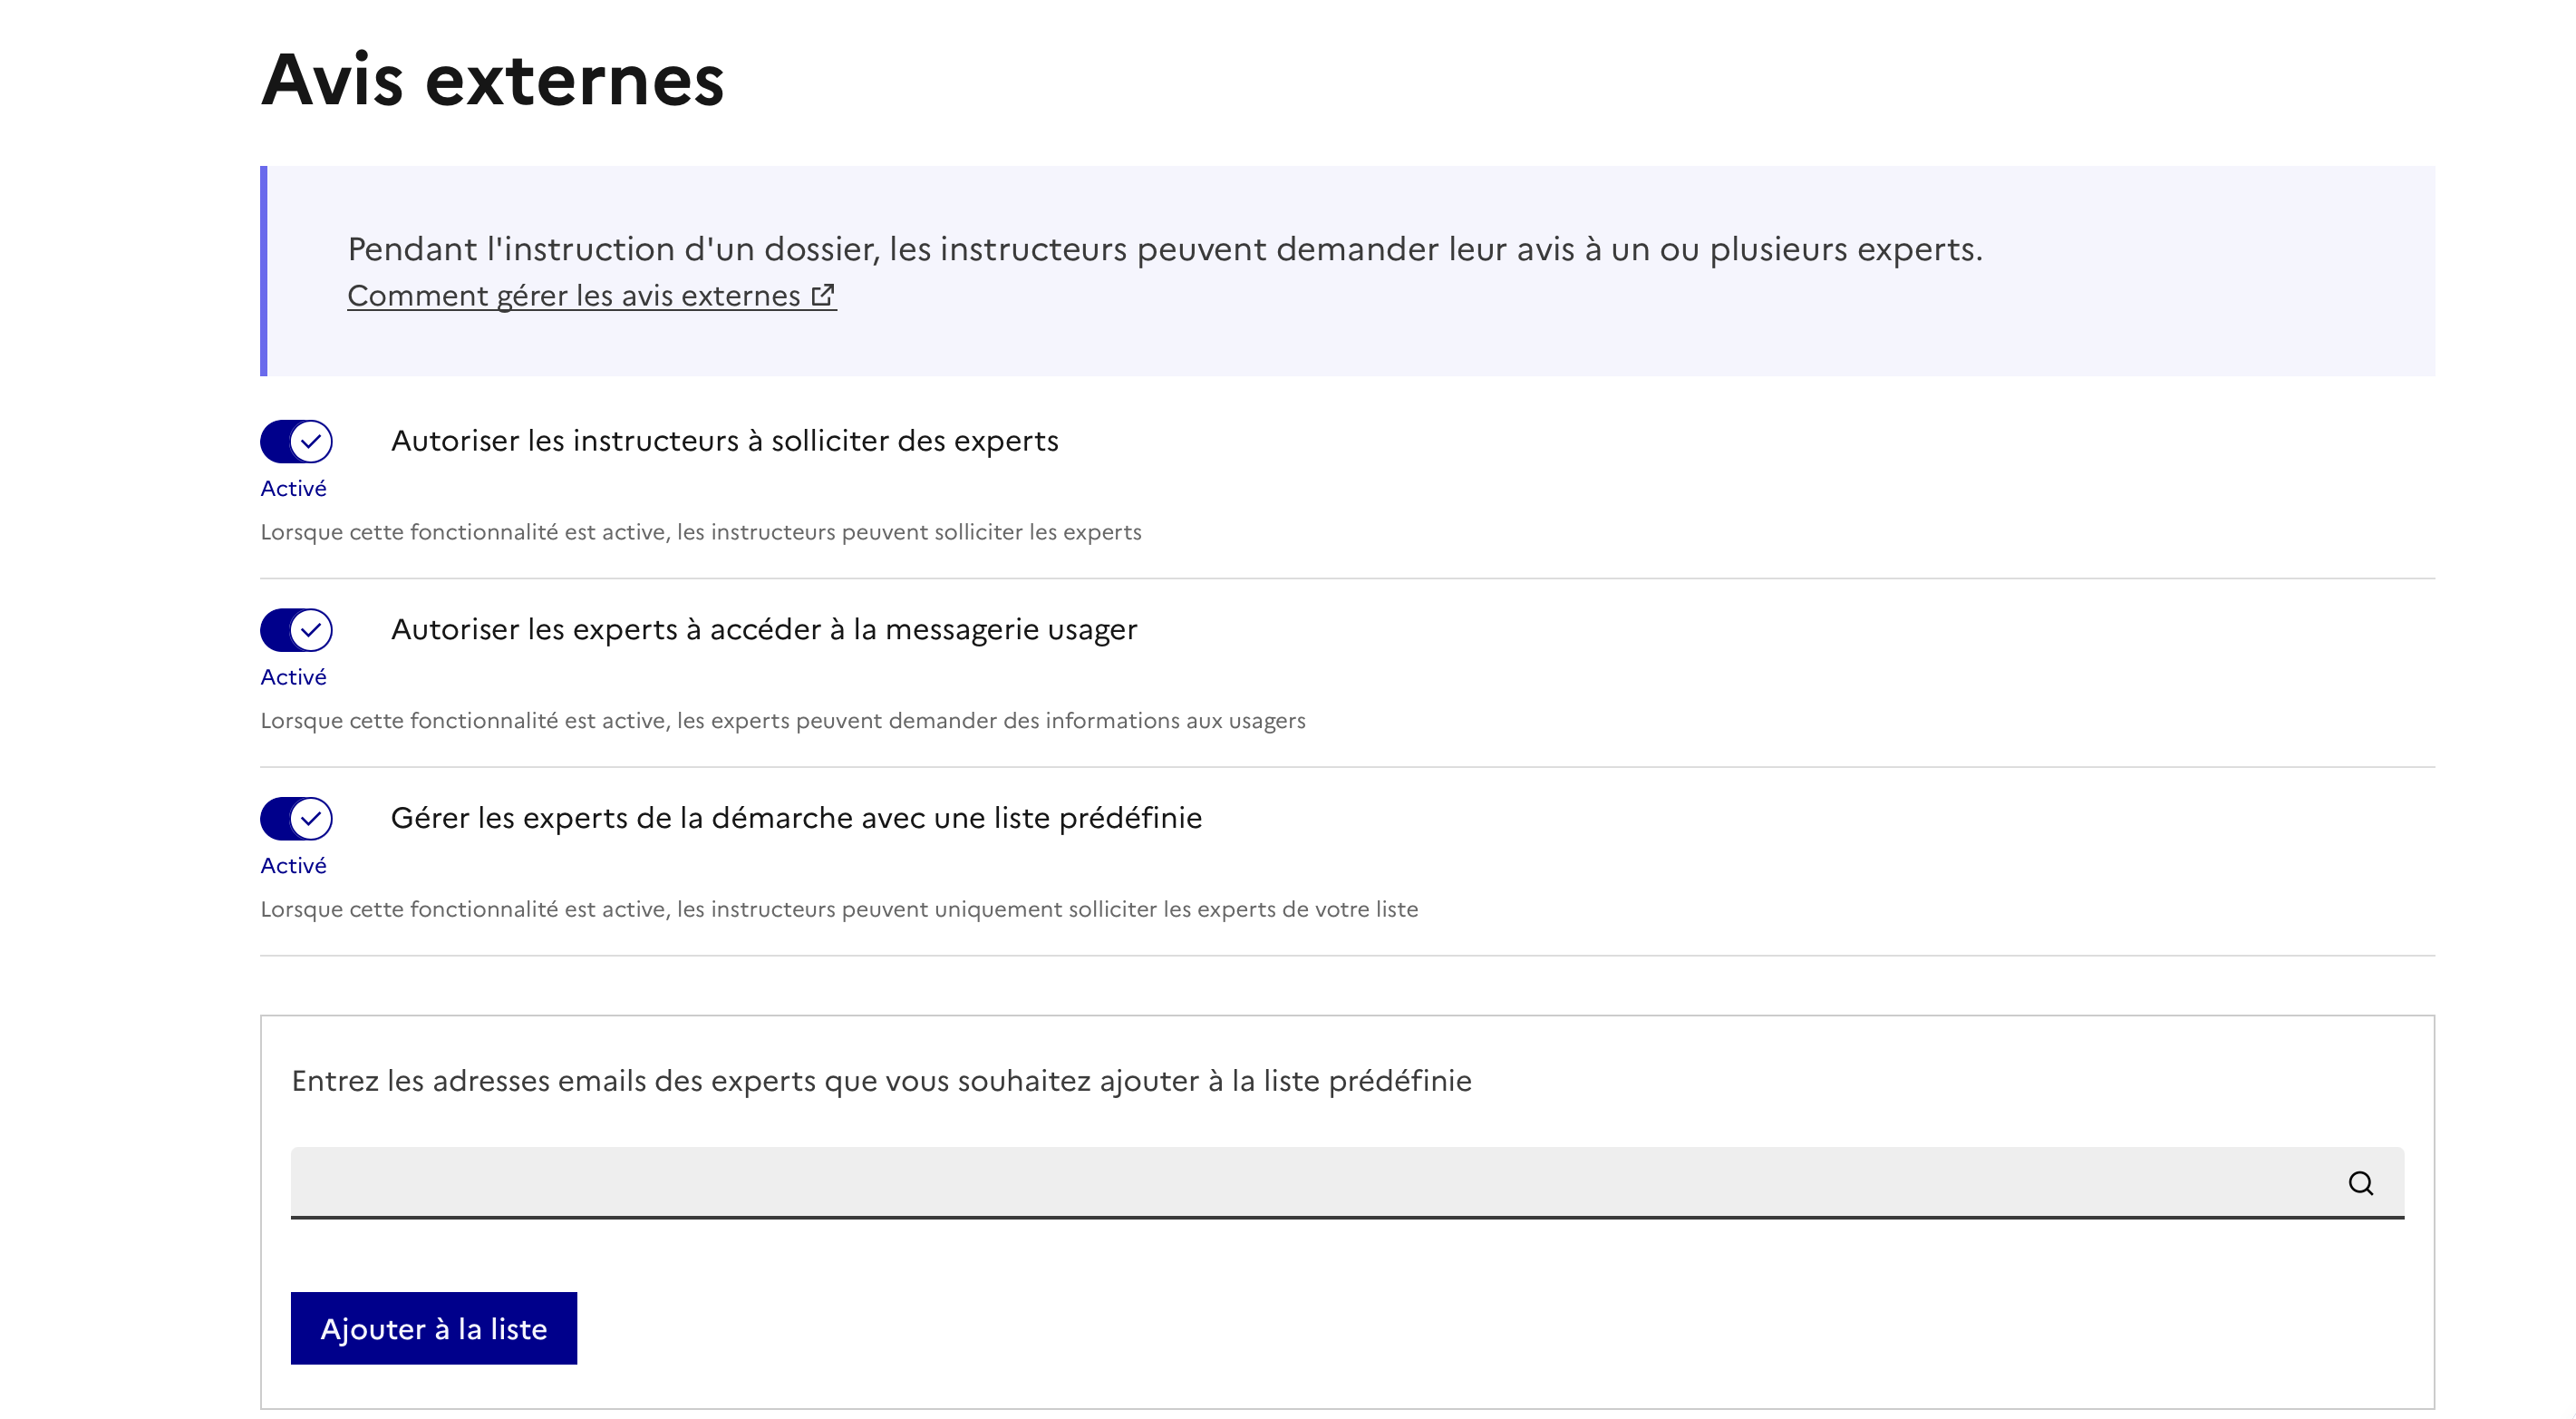 Avis externes
Pendant l'instruction d'un dossier, les instructeurs peuvent demander leur avis à un ou plusieurs experts.
Comment gérer les avis externes
Autoriser les instructeurs à solliciter des experts
Activé
Lorsque cette fonctionnalité est active, les instructeurs peuvent solliciter les experts
Autoriser les experts à accéder à la messagerie usager
Activé
Lorsque cette fonctionnalité est active, les experts peuvent demander des informations aux usagers
Gérer les experts de la démarche avec une liste prédéfinie
Activé
Lorsque cette fonctionnalité est active, les instructeurs peuvent uniquement solliciter les experts de votre liste
Entrez les adresses emails des experts que vous souhaitez ajouter à la liste prédéfinie
Ajouter à la liste